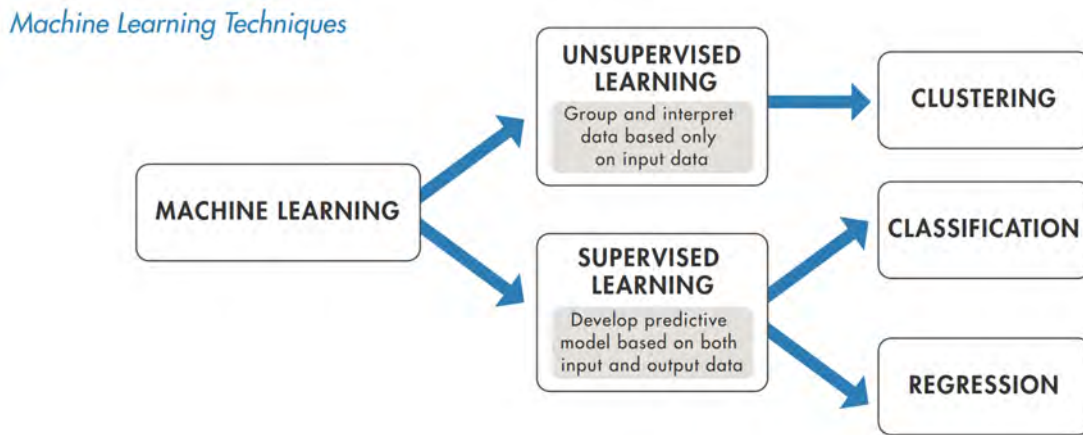 Machine Learning Techniques
MACHINE LEARNING
UNSUPERVISED
LEARNING
Group and interpret
data based only
on input data
SUPERVISED
LEARNING
Develop predictive
model based on both
input and output data
CLUSTERING
CLASSIFICATION
REGRESSION